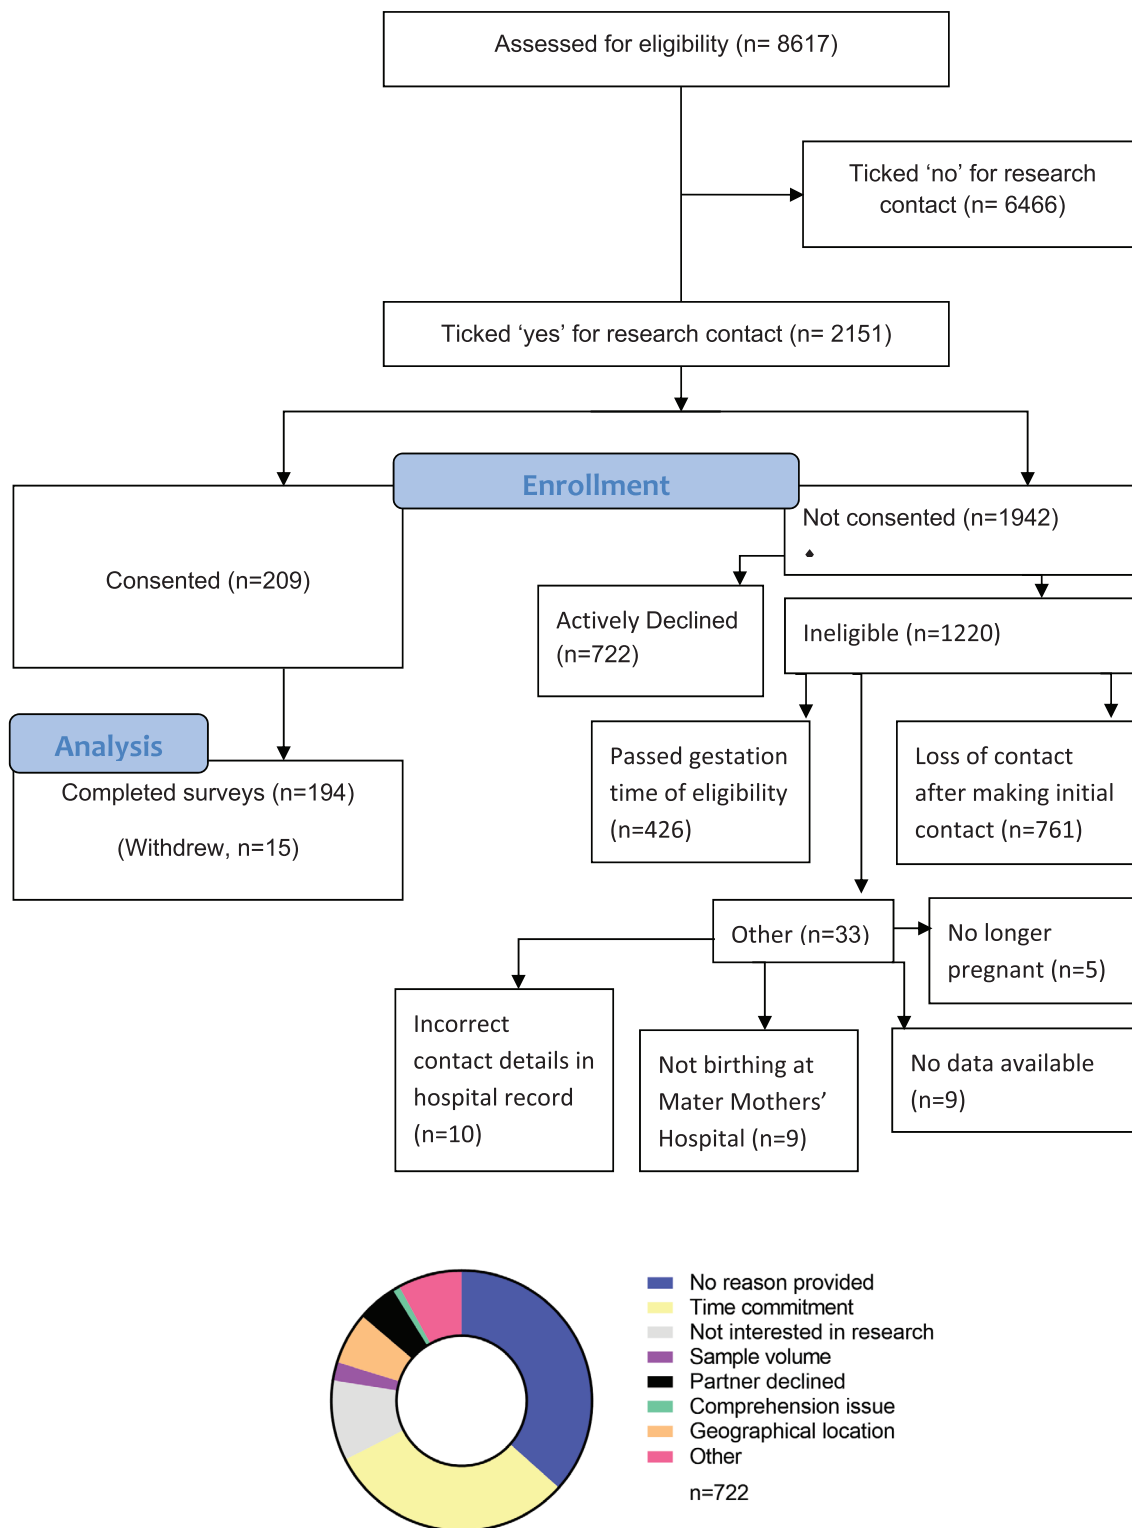 Assessed for eligibility (n= 8617)
Ticked ‘no’ for research
contact (n= 6466)
Ticked ‘yes’ for research contact (n= 2151)
Enrollment
Consented (n=209)
Not consented (n=1942)
Actively Declined
(n=722)
Ineligible (n=1220)
Analysis
Completed surveys (n=194)
(Withdrew, n=15)
Passed gestation
time of eligibility
(n=426)
Loss of contact
after making initial
contact (n=761)
Other (n=33)
No longer
pregnant (n=5)
Incorrect
contact details in
hospital record
(n=10)
Not birthing at
Mater Mothers’
Hospital (n=9)
No data available
(n=9)
No reason provided
Time commitment
Not interested in research
Sample volume
Partner declined
Comprehension issue
Geographical location
Other
n=722